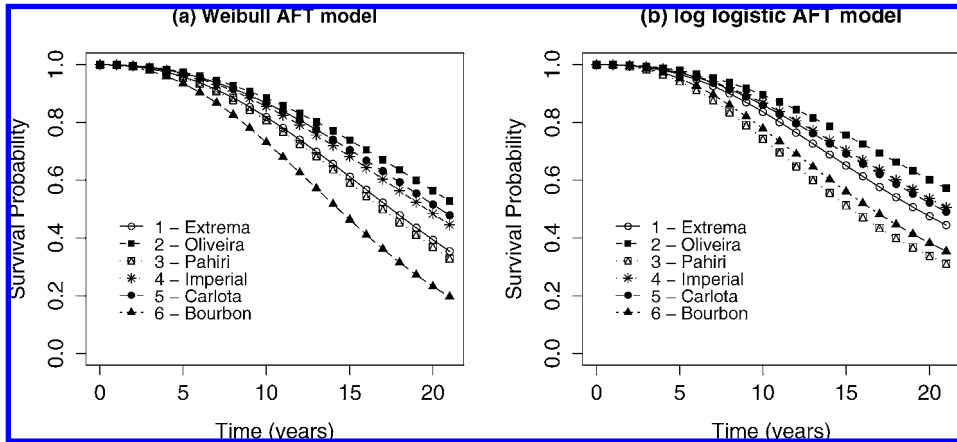 (a) Weibull AFT model
Survival Probability
1.0
0.8
0.6
0.4
0.2
0.0
1 – Extrema
2 – Oliveira
3 – Pahiri
4 – Imperial
5 – Carlota
6 – Bourbon
0 5 10 15 20
Time (years)
(b) log logistic AFT model
Survival Probability
1.0
0.8
0.6
0.4
0.2
0.0
1 – Extrema
2 – Oliveira
3 – Pahiri
4 – Imperial
5 – Carlota
6 – Bourbon
0 5 10 15 20
Time (years)